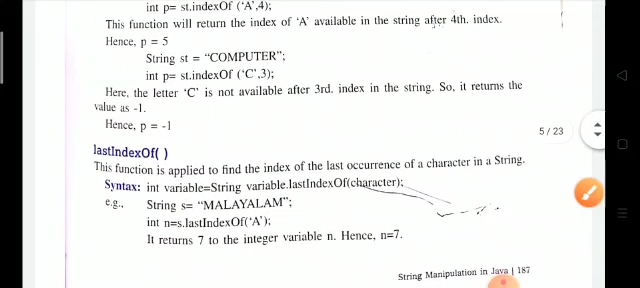 int p= st.indexOf (‘A’,4);
This function will return the index of ‘A’ available in the string after 4th. index.
Hence, p = 5
String st = “COMPUTER”;
int p= st.indexOf (‘C’,3);
Here, the letter ‘C’ is not available after 3rd. index in the string. So, it returns the
value as -1.
Hence, p = -1
5 / 23
lastIndexOf( )
This function is applied to find the index of the last occurrence of a character in a String.
Syntax: int variable=String variable.lastIndexOf(character);
e.g., String s= “MALAYALAM”;
int n=s.lastIndexOf(‘A’);
It returns 7 to the integer variable n. Hence, n=7.
String Manipulation in Java | 187